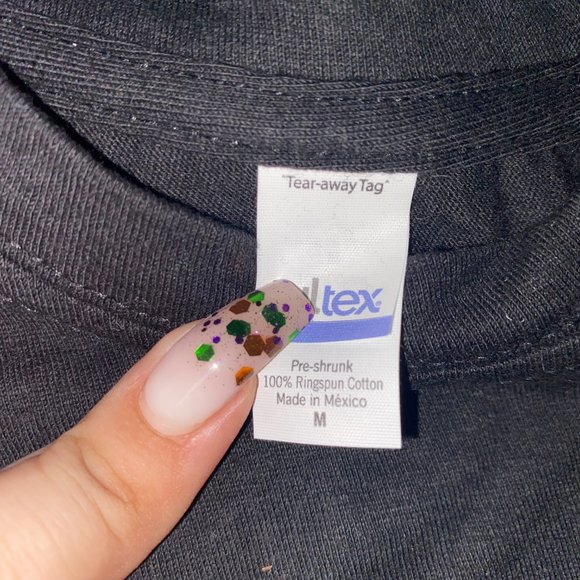 "Tear-away Tag"
ltex
Pre-shrunk
100% Ringspun Cotton
Made in México
M